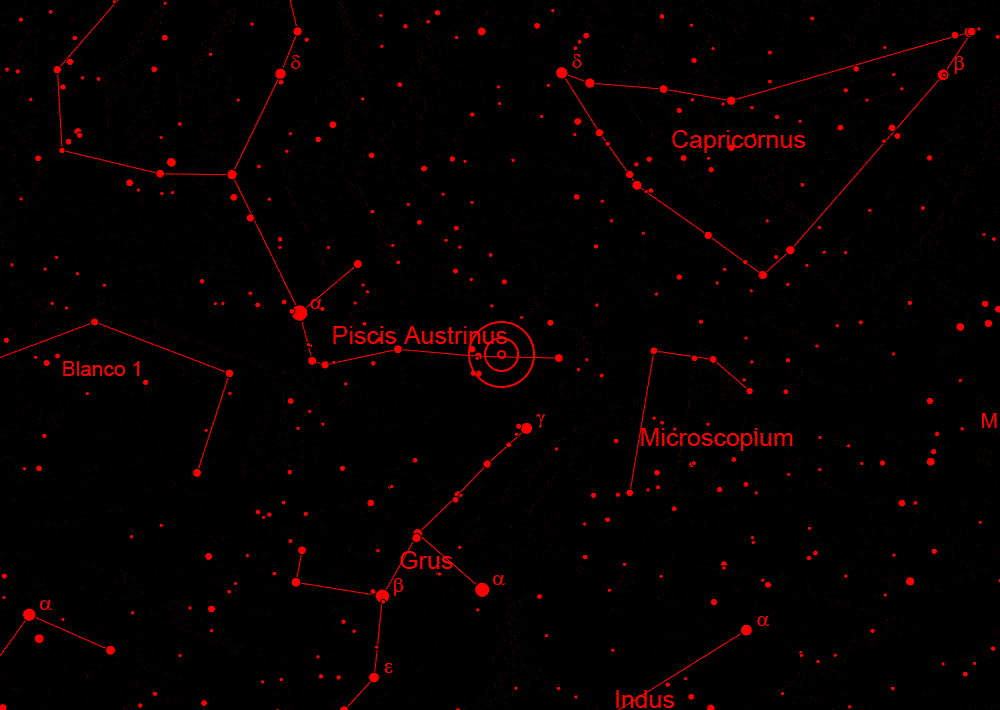 δ
δ
β
Capricornus
α
Piscis Austrinus
Blanco 1
γ
M
Microscopium
Grus
α
β
α
α
ε
Indus